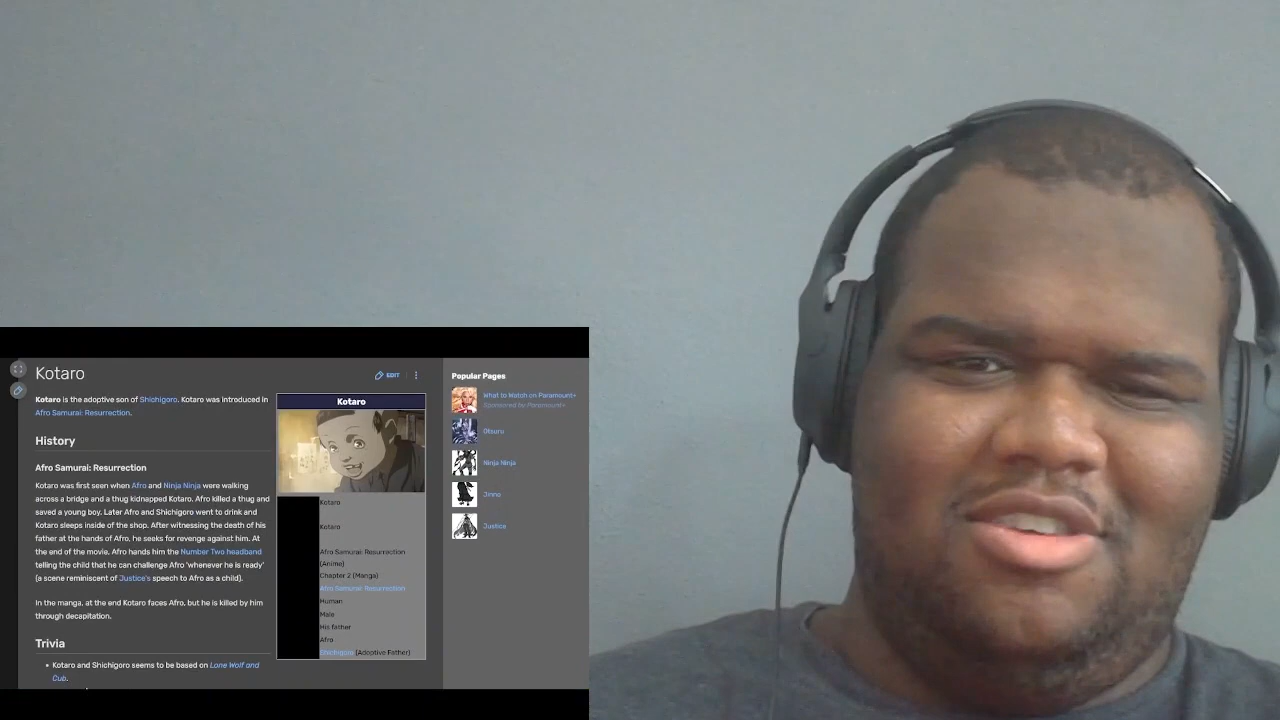 Kotaro
EDIT
Kotaro is the adoptive son of Shichigoro. Kotaro was introduced in
Afro Samurai: Resurrection.
History
Afro Samurai: Resurrection
Kotaro was first seen when Afro and Ninja Ninja were walking
across a bridge and a thug kidnapped Kotaro. Afro killed a thug and
saved a young boy. Later Afro and Shichigoro went to drink and
Kotaro sleeps inside of the shop. After witnessing the death of his
father at the hands of Afro, he seeks for revenge against him. At
the end of the movie, Afro hands him the Number Two headband
telling the child that he can challenge Afro 'whenever he is ready'
(a scene reminiscent of Justice's speech to Afro as a child).
In the manga, at the end Kotaro faces Afro, but he is killed by him
through decapitation.
Trivia
• Kotaro and Shichigoro seems to be based on Lone Wolf and
Cub.
Kotaro
Kotaro
Kotaro
Afro Samurai: Resurrection
(Anime)
Chapter 2 (Manga)
Afro Samurai: Resurrection
Human
Male
His father
Afro
Shichigoro (Adoptive Father)
Popular Pages
What to Watch on Paramount+
Sponsored by Paramount+
Otsuru
Ninja Ninja
Jinno
Justice